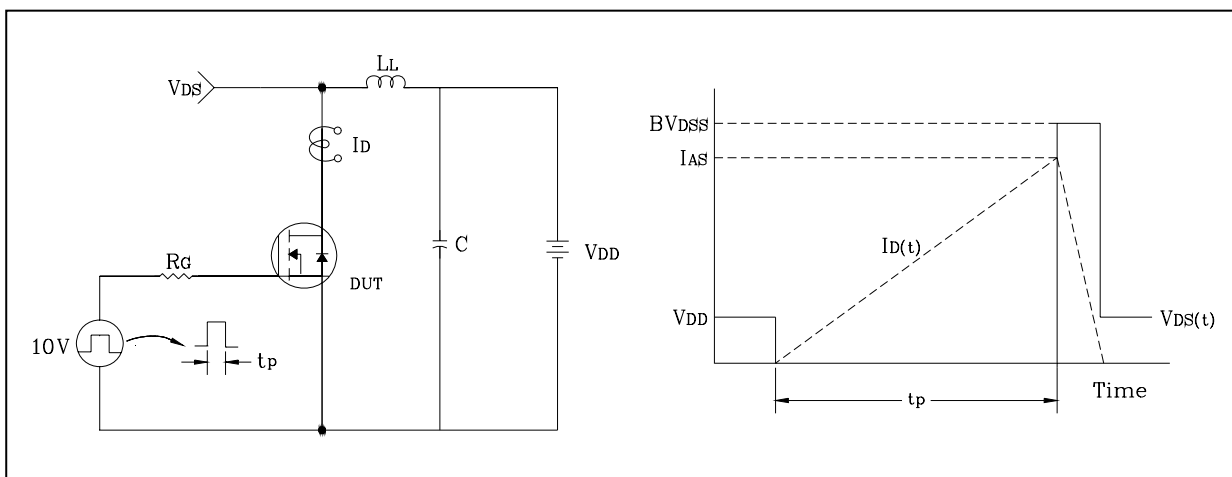 VDS
LL
ID
RG
DUT
C
VDD
10V
tp
BVDSS
IAS
ID(t)
VDD
VDS(t)
Time
tp